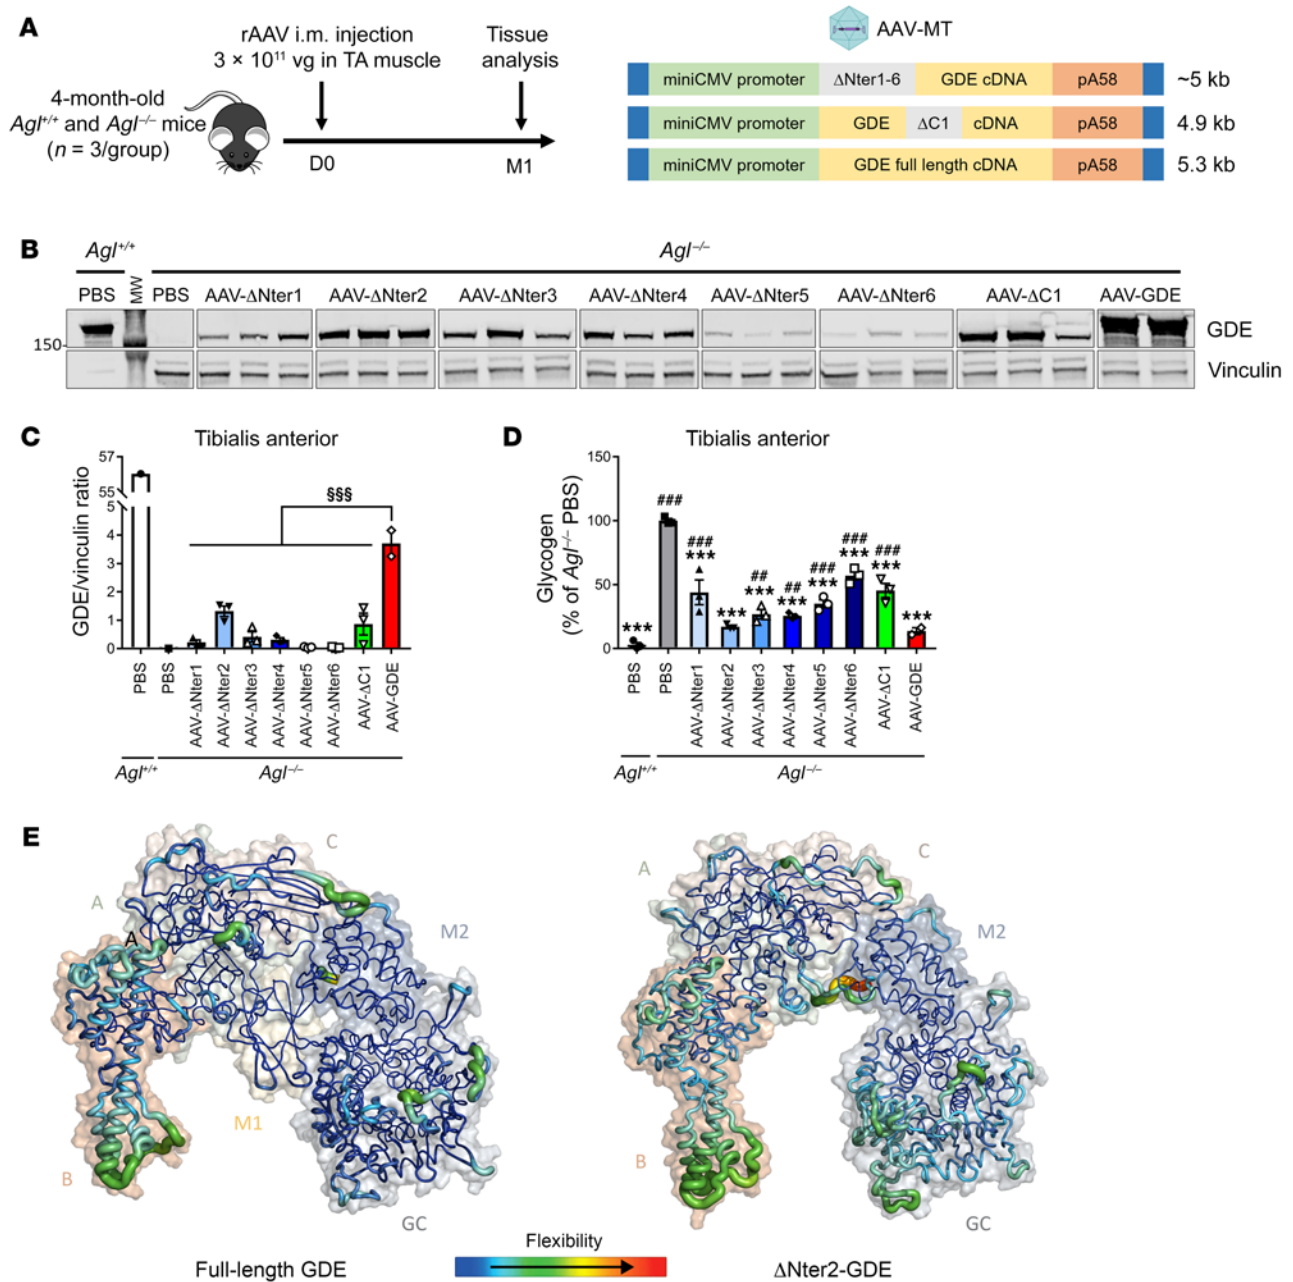 A
rAAV i.m. injection
3 × 10¹¹ vg in TA muscle
Tissue
analysis
4-month-old
Agl⁺/⁺ and Agl⁻/⁻ mice
(n = 3/group)
D0
M1
AAV-MT
miniCMV promoter ΔNter1-6 GDE cDNA pA58 ~5 kb
miniCMV promoter GDE ΔC1 cDNA pA58 4.9 kb
miniCMV promoter GDE full length cDNA pA58 5.3 kb
B
Agl⁺/⁺ Agl⁻/⁻
PBS MW PBS AAV-ΔNter1 AAV-ΔNter2 AAV-ΔNter3 AAV-ΔNter4 AAV-ΔNter5 AAV-ΔNter6 AAV-ΔC1 AAV-GDE
GDE
150
Vinculin
C
Tibialis anterior
GDE/vinculin ratio
57
55
5
4
3
2
1
0
§§§
PBS
PBS
AAV-ΔNter1
AAV-ΔNter2
AAV-ΔNter3
AAV-ΔNter4
AAV-ΔNter5
AAV-ΔNter6
AAV-ΔC1
AAV-GDE
Agl⁺/⁺
Agl⁻/⁻
D
Tibialis anterior
Glycogen
(% of Agl⁻/⁻ PBS)
150
100
50
0
***
###
###
***
***
##
***
##
***
###
***
###
***
###
***
***
PBS
PBS
AAV-ΔNter1
AAV-ΔNter2
AAV-ΔNter3
AAV-ΔNter4
AAV-ΔNter5
AAV-ΔNter6
AAV-ΔC1
AAV-GDE
Agl⁺/⁺
Agl⁻/⁻
E
C
A
A
M2
M1
B
GC
Full-length GDE
A
C
M2
B
GC
ΔNter2-GDE
Flexibility